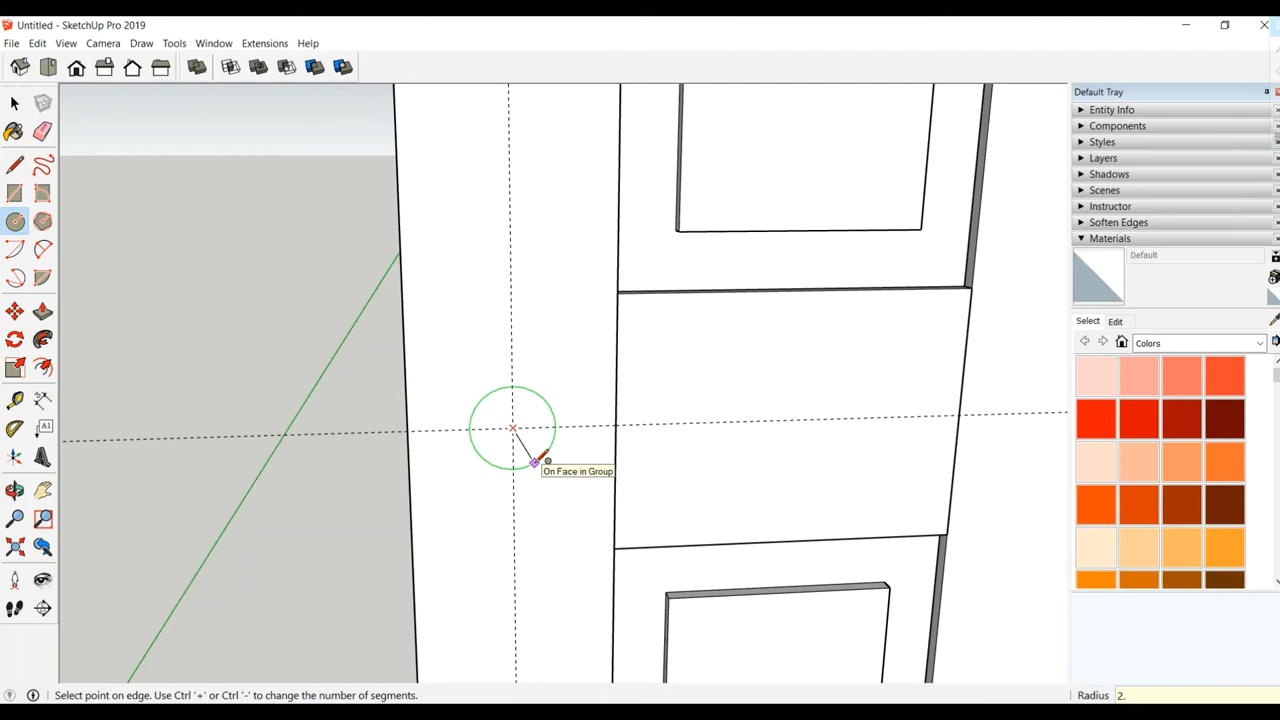 Untitled - SketchUp Pro 2019
File Edit View Camera Draw Tools Window Extensions Help
Default Tray
Entity Info
Components
Styles
Layers
Shadows
Scenes
Instructor
Soften Edges
Materials
Default
Select Edit
Colors
A1
On Face in Group
Select point on edge. Use Ctrl '+' or Ctrl '-' to change the number of segments.
Radius 2.